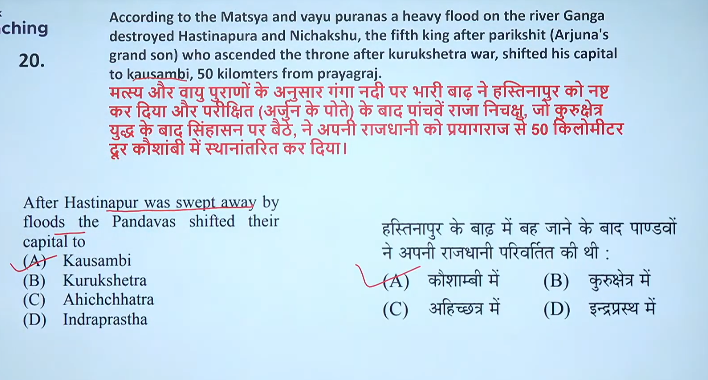 ching
20.
According to the Matsya and vayu puranas a heavy flood on the river Ganga
destroyed Hastinapura and Nichakshu, the fifth king after parikshit (Arjuna's
grand son) who ascended the throne after kurukshetra war, shifted his capital
to kausambi, 50 kilomters from prayagraj.
मत्स्य और वायु पुराणों के अनुसार गंगा नदी पर भारी बाढ़ ने हस्तिनापुर को नष्ट
कर दिया और परीक्षित (अर्जुन के पोते) के बाद पांचवें राजा निचक्षु, जो कुरुक्षेत्र
युद्ध के बाद सिंहासन पर बैठे, ने अपनी राजधानी को प्रयागराज से 50 किलोमीटर
दूर कौशांबी में स्थानांतरित कर दिया।
After Hastinapur was swept away by
floods the Pandavas shifted their
capital to
(A) Kausambi
(B) Kurukshetra
(C) Ahichchhatra
(D) Indraprastha
हस्तिनापुर के बाढ़ में बह जाने के बाद पाण्डवों
ने अपनी राजधानी परिवर्तित की थी :
(A) कौशाम्बी में (B) कुरुक्षेत्र में
(C) अहिच्छत्र में (D) इन्द्रप्रस्थ में